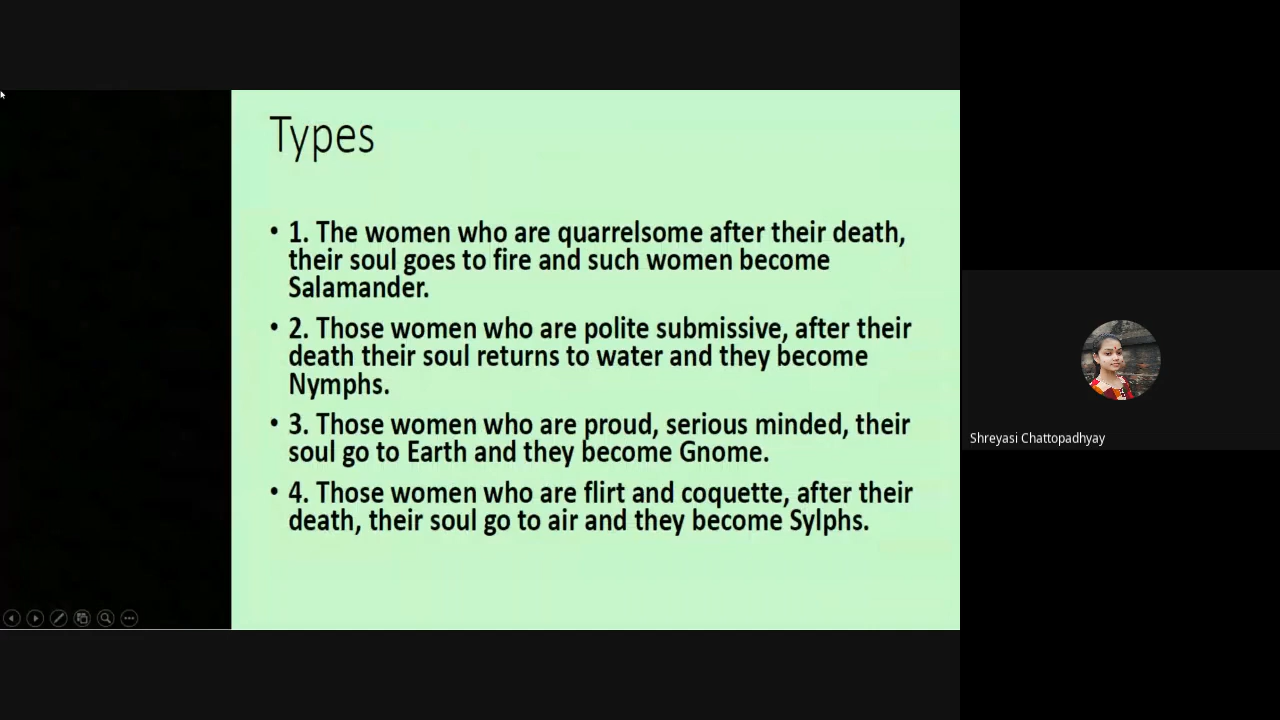 Types
• 1. The women who are quarrelsome after their death,
their soul goes to fire and such women become
Salamander.
• 2. Those women who are polite submissive, after their
death their soul returns to water and they become
Nymphs.
• 3. Those women who are proud, serious minded, their
soul go to Earth and they become Gnome.
• 4. Those women who are flirt and coquette, after their
death, their soul go to air and they become Sylphs.
Shreyasi Chattopadhyay